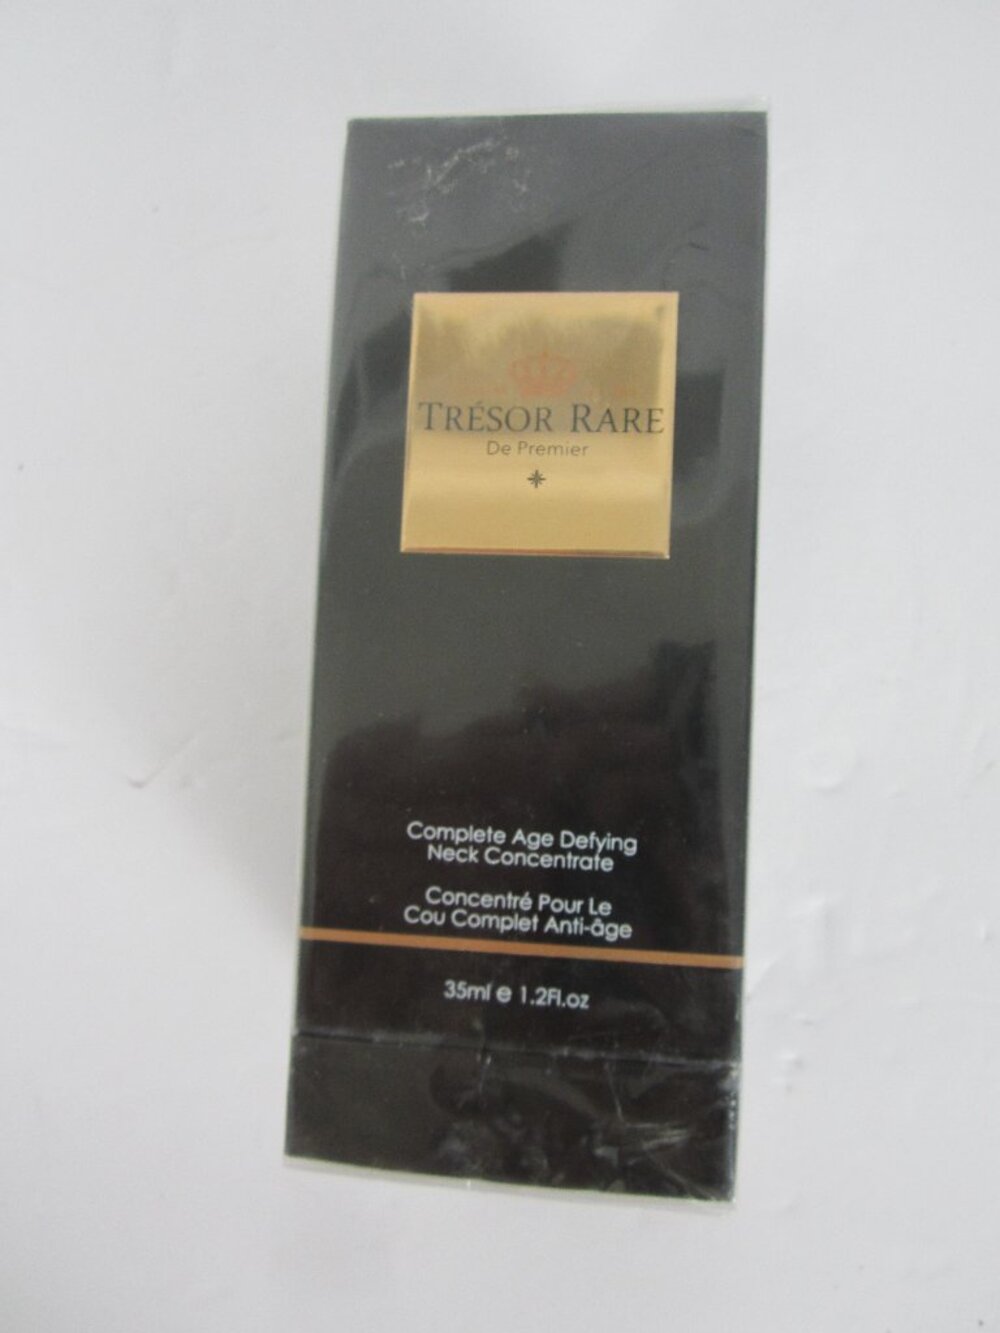 TRÉSOR RARE
De Premier
Complete Age Defying
Neck Concentrate
Concentré Pour Le
Cou Complet Anti-âge
35ml e 1.2Fl.oz